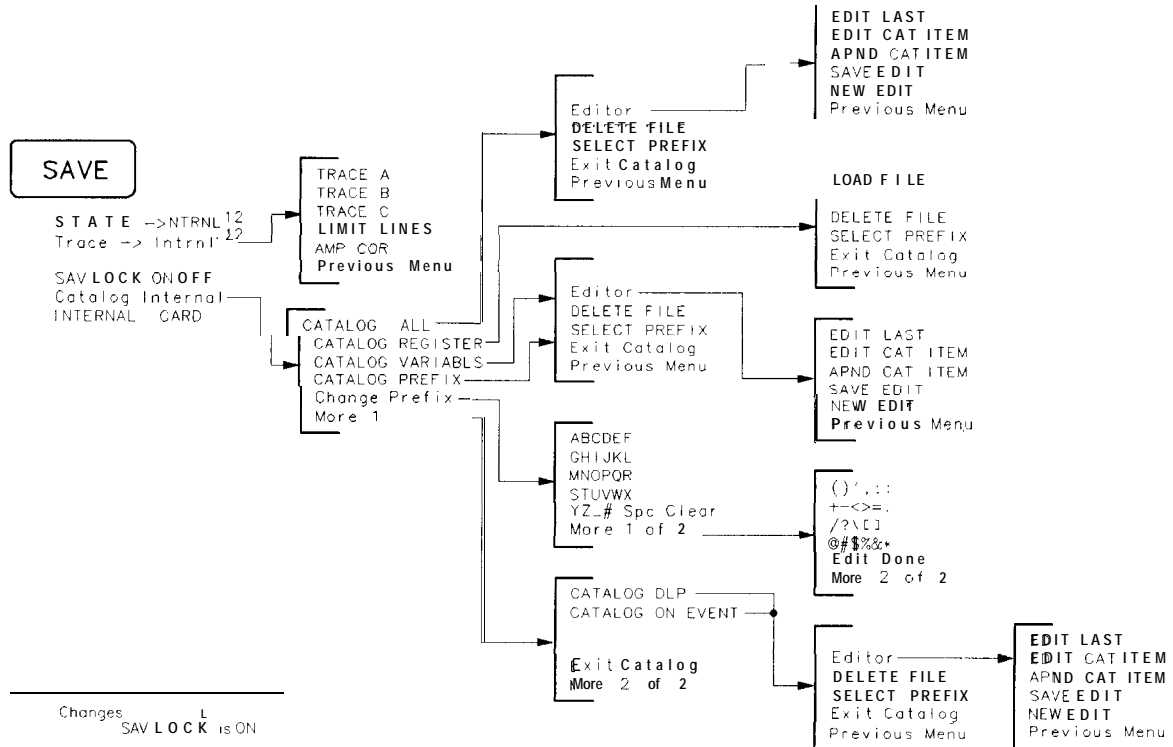 SAVE
STATE ->NTRNL 12
Trace -> Intrnl 12
SAV LOCK ON OFF
Catalog Internal
INTERNAL CARD
TRACE A
TRACE B
TRACE C
LIMIT LINES
AMP COR
Previous Menu
CATALOG ALL
CATALOG REGISTER
CATALOG VARIABLS
CATALOG PREFIX
Change Prefix
More 1
Editor
DELETE FILE
SELECT PREFIX
Exit Catalog
Previous Menu
EDIT LAST
EDIT CAT ITEM
APND CAT ITEM
SAVE EDIT
NEW EDIT
Previous Menu
LOAD FILE
DELETE FILE
SELECT PREFIX
Exit Catalog
Previous Menu
Editor
DELETE FILE
SELECT PREFIX
Exit Catalog
Previous Menu
EDIT LAST
EDIT CAT ITEM
APND CAT ITEM
SAVE EDIT
NEW EDIT
Previous Menu
ABCDEF
GHIJKL
MNOPQR
STUVWX
YZ_# Spc Clear
More 1 of 2
()',::
+-<>=.
/?\[]
@#$%&*
Edit Done
More 2 of 2
CATALOG DLP
CATALOG ON EVENT
Exit Catalog
More 2 of 2
Editor
DELETE FILE
SELECT PREFIX
Exit Catalog
Previous Menu
EDIT LAST
EDIT CAT ITEM
APND CAT ITEM
SAVE EDIT
NEW EDIT
Previous Menu
Changes L
SAV LOCK is ON